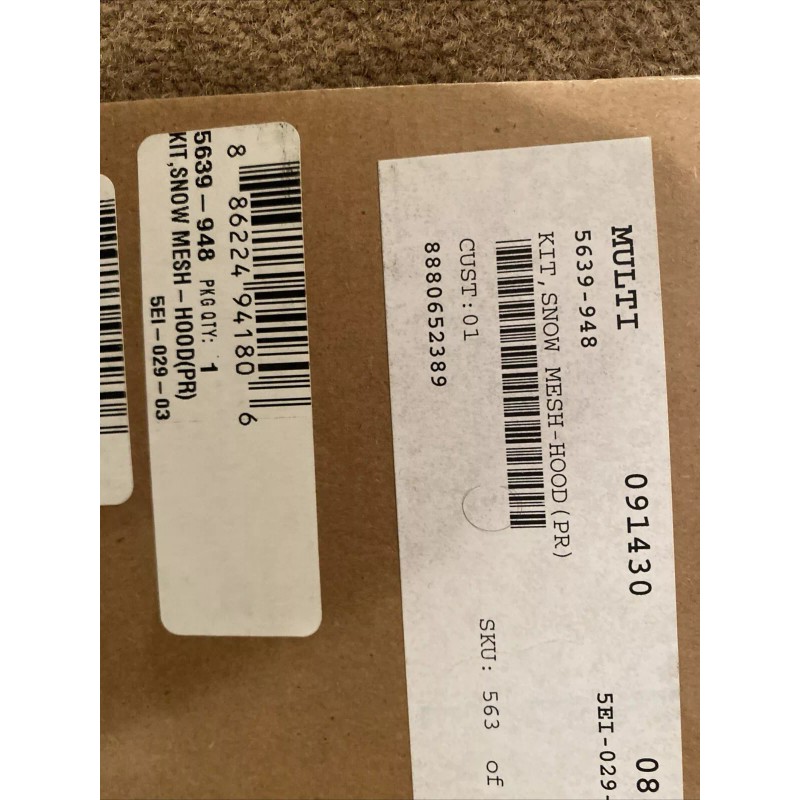 5639-948 PKG QTY: 1
KIT,SNOW MESH-HOOD(PR)
5EI-029-03
8 86224 94180 6
MULTI 091430 08
5639-948 5EI-029-
KIT,SNOW MESH-HOOD(PR)
CUST:01 SKU: 563 of
8880652389